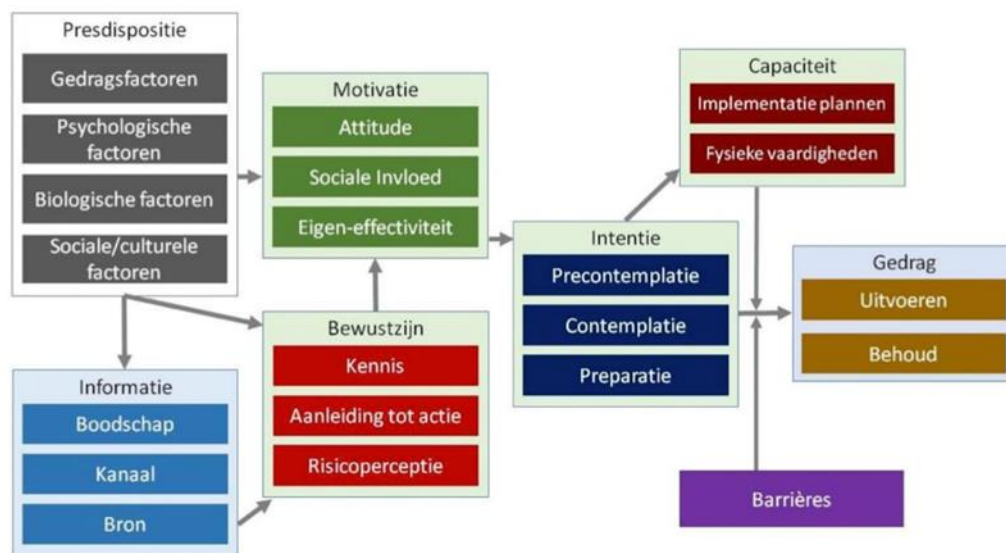 Presdispositie
Gedragsfactoren
Psychologische
factoren
Biologische factoren
Sociale/culturele
factoren
Informatie
Boodschap
Kanaal
Bron
Motivatie
Attitude
Sociale Invloed
Eigen-effectiviteit
Bewustzijn
Kennis
Aanleiding tot actie
Risicoperceptie
Intentie
Precontemplatie
Contemplatie
Preparatie
Capaciteit
Implementatie plannen
Fysieke vaardigheden
Gedrag
Uitvoeren
Behoud
Barrières